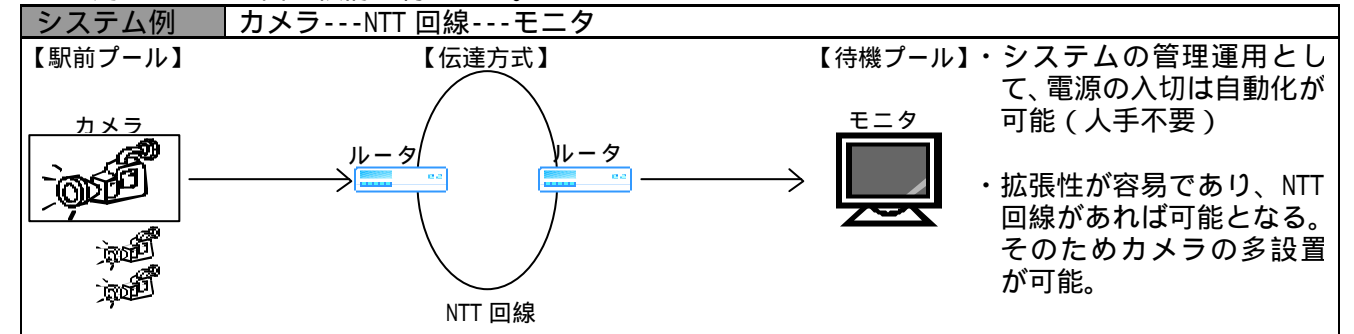 システム例 カメラ---NTT 回線---モニタ
【駅前プール】
【伝達方式】
【待機プール】
カメラ
ルータ
ルータ
モニタ
NTT 回線
・システムの管理運用とし
て、電源の入切は自動化が
可能（人手不要）
・拡張性が容易であり、NTT
回線があれば可能となる。
そのためカメラの多設置
が可能。